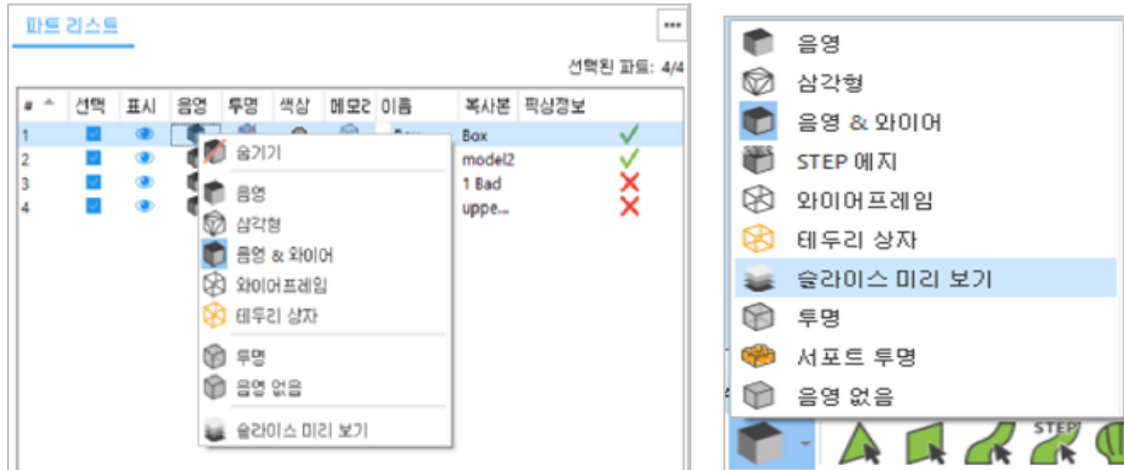 파트 리스트
선택된 파트: 4/4
# 선택 표시 음영 투명 색상 메모리 이름 복사본 픽싱정보
1 Box
2 model2
3 1 Bad
4 uppe...
숨기기
음영
삼각형
음영 & 와이어
와이어프레임
테두리 상자
투명
음영 없음
슬라이스 미리 보기
음영
삼각형
음영 & 와이어
STEP 에지
와이어프레임
테두리 상자
슬라이스 미리 보기
투명
서포트 투명
음영 없음
STEP